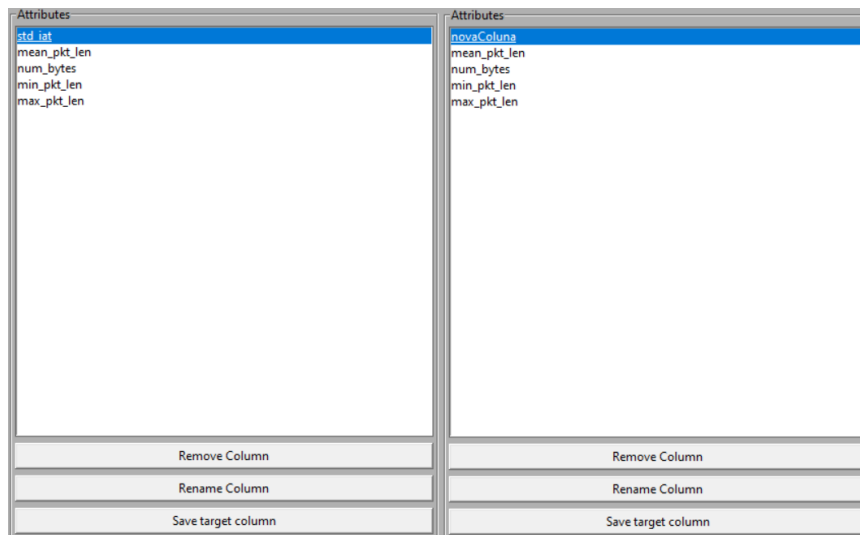 Attributes
std_iat
mean_pkt_len
num_bytes
min_pkt_len
max_pkt_len
Remove Column
Rename Column
Save target column
Attributes
novaColuna
mean_pkt_len
num_bytes
min_pkt_len
max_pkt_len
Remove Column
Rename Column
Save target column